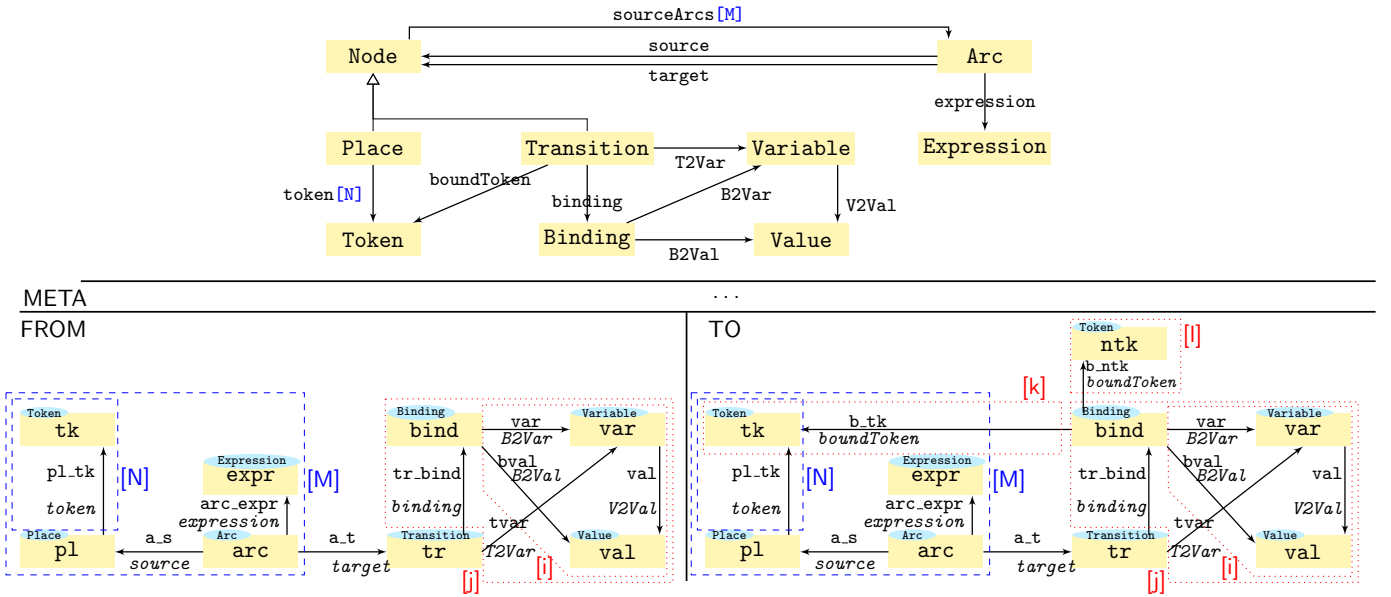 sourceArcs[M]
Node
source
Arc
target
expression
Place
Transition
Variable
Expression
T2Var
boundToken
token[N]
binding
B2Var
V2Val
Token
Binding
Value
B2Val
META
...
FROM
TO
Token
ntk
[l]
b_ntk
boundToken
[k]
Token
tk
Binding
bind
var
B2Var
Variable
var
pl_tk
token
[N]
Expression
expr
[M]
arc_expr
expression
tr_bind
binding
bval
B2Val
val
V2Val
tvar
T2Var
Place
pl
a_s
source
Arc
arc
a_t
target
Transition
tr
Value
val
[j]
[i]
Token
tk
b_tk
boundToken
Binding
bind
var
B2Var
Variable
var
pl_tk
token
[N]
Expression
expr
[M]
arc_expr
expression
tr_bind
binding
bval
B2Val
val
V2Val
tvar
T2Var
Place
pl
a_s
source
Arc
arc
a_t
target
Transition
tr
Value
val
[j]
[i]